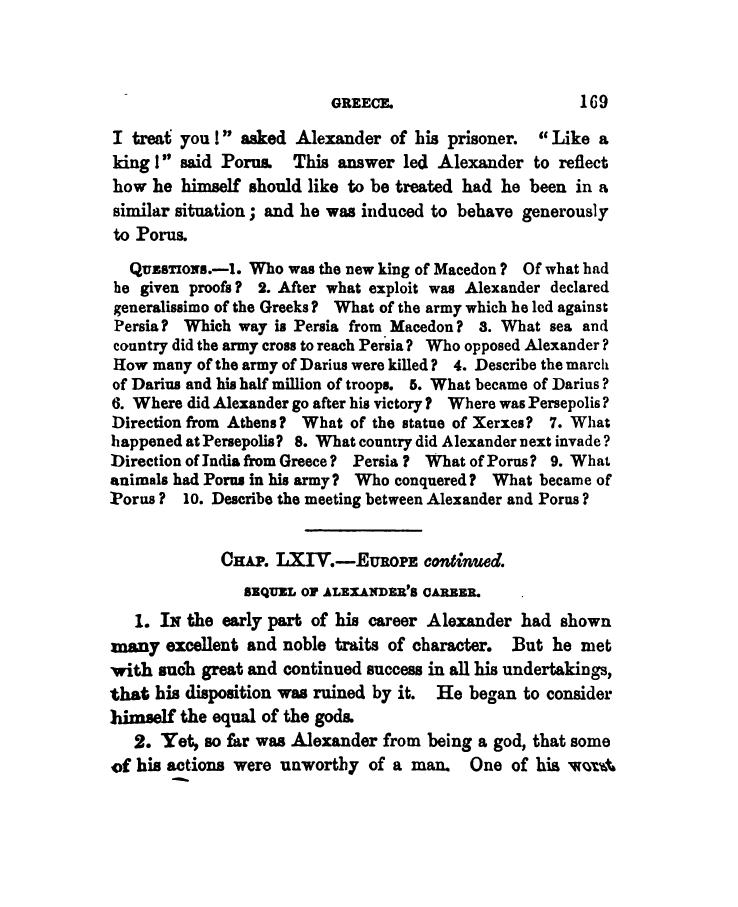 GREECE. 169
I treat you!" asked Alexander of his prisoner. "Like a
king!" said Porus. This answer led Alexander to reflect
how he himself should like to be treated had he been in a
similar situation; and he was induced to behave generously
to Porus.
QUESTIONS.—1. Who was the new king of Macedon? Of what had
he given proofs? 2. After what exploit was Alexander declared
generalissimo of the Greeks? What of the army which he led against
Persia? Which way is Persia from Macedon? 3. What sea and
country did the army cross to reach Persia? Who opposed Alexander?
How many of the army of Darius were killed? 4. Describe the march
of Darius and his half million of troops. 5. What became of Darius?
6. Where did Alexander go after his victory? Where was Persepolis?
Direction from Athens? What of the statue of Xerxes? 7. What
happened at Persepolis? 8. What country did Alexander next invade?
Direction of India from Greece? Persia? What of Porus? 9. What
animals had Porus in his army? Who conquered? What became of
Porus? 10. Describe the meeting between Alexander and Porus?
CHAP. LXIV.—EUROPE continued.
SEQUEL OF ALEXANDER'S CAREER.
1. IN the early part of his career Alexander had shown
many excellent and noble traits of character. But he met
with such great and continued success in all his undertakings,
that his disposition was ruined by it. He began to consider
himself the equal of the gods.
2. Yet, so far was Alexander from being a god, that some
of his actions were unworthy of a man. One of his worst